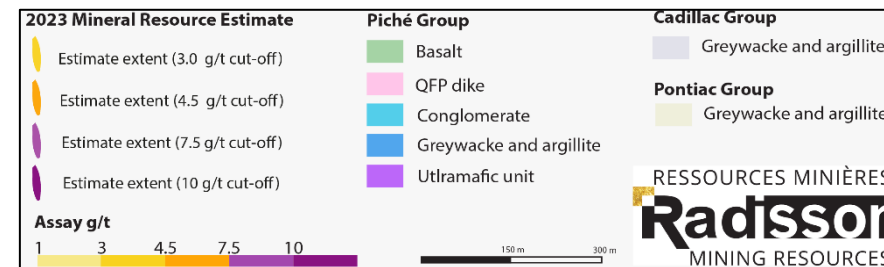 2023 Mineral Resource Estimate
Estimate extent (3.0 g/t cut-off)
Estimate extent (4.5 g/t cut-off)
Estimate extent (7.5 g/t cut-off)
Estimate extent (10 g/t cut-off)
Assay g/t
1 3 4.5 7.5 10
Piché Group
Basalt
QFP dike
Conglomerate
Greywacke and argillite
Utlramafic unit
150 m 300 m
Cadillac Group
Greywacke and argillite
Pontiac Group
Greywacke and argillite
RESSOURCES MINIÈRES
Radisson
MINING RESOURCES